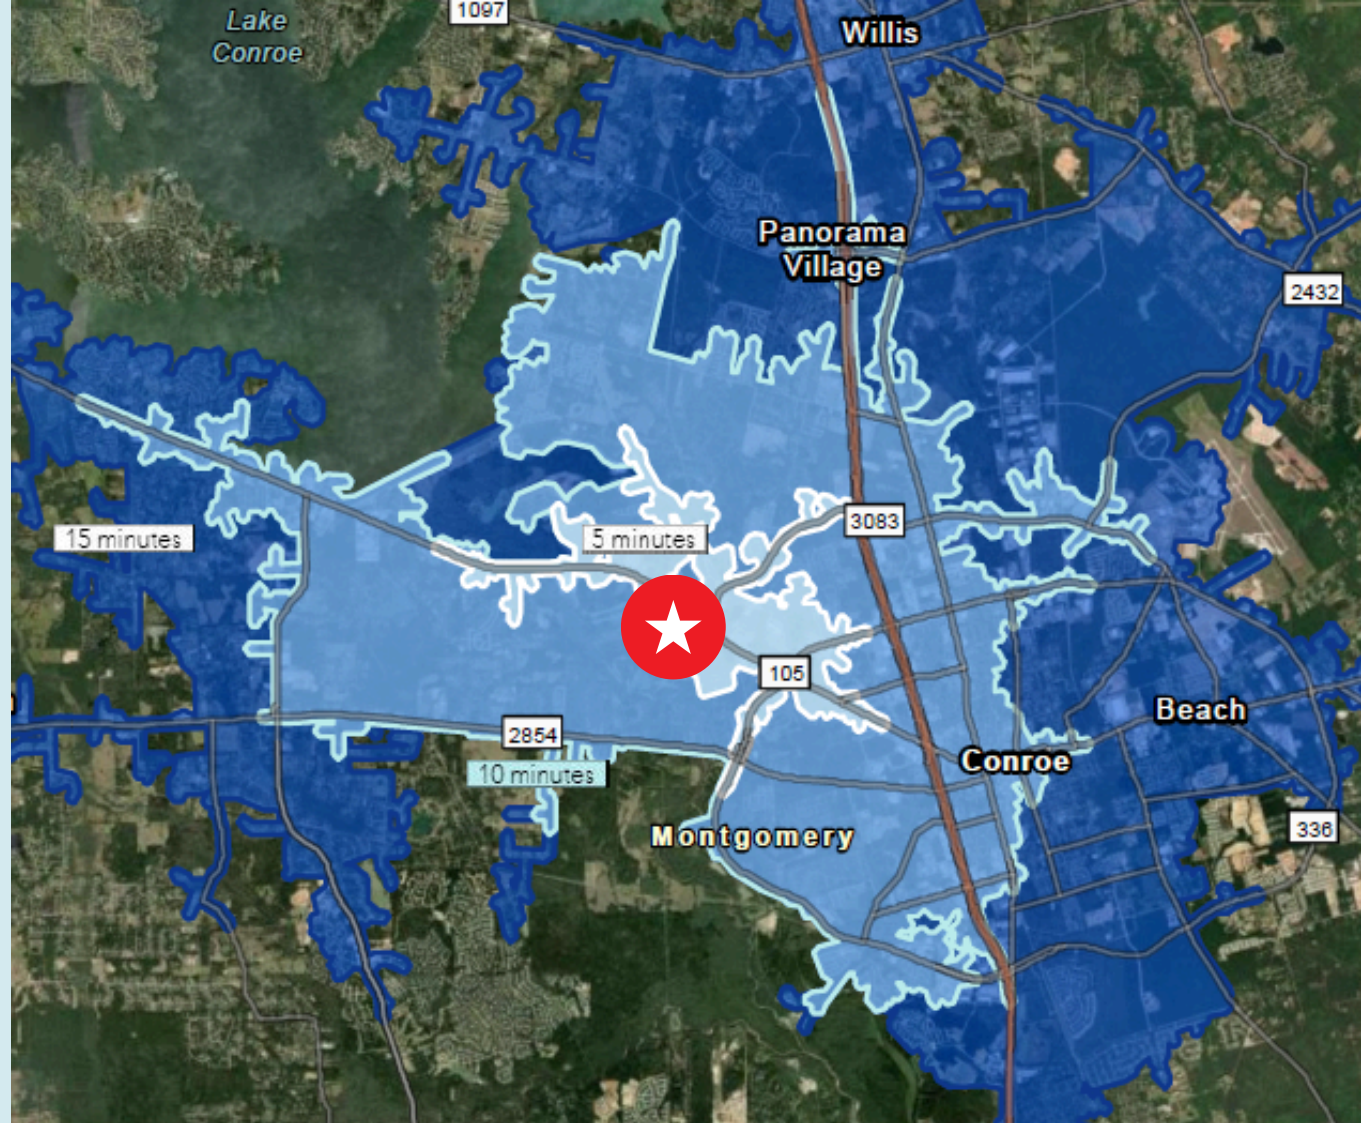 1097
Lake
Conroe
Willis
Panorama
Village
2432
3083
15 minutes
5 minutes
105
Beach
2854
Conroe
10 minutes
336
Montgomery